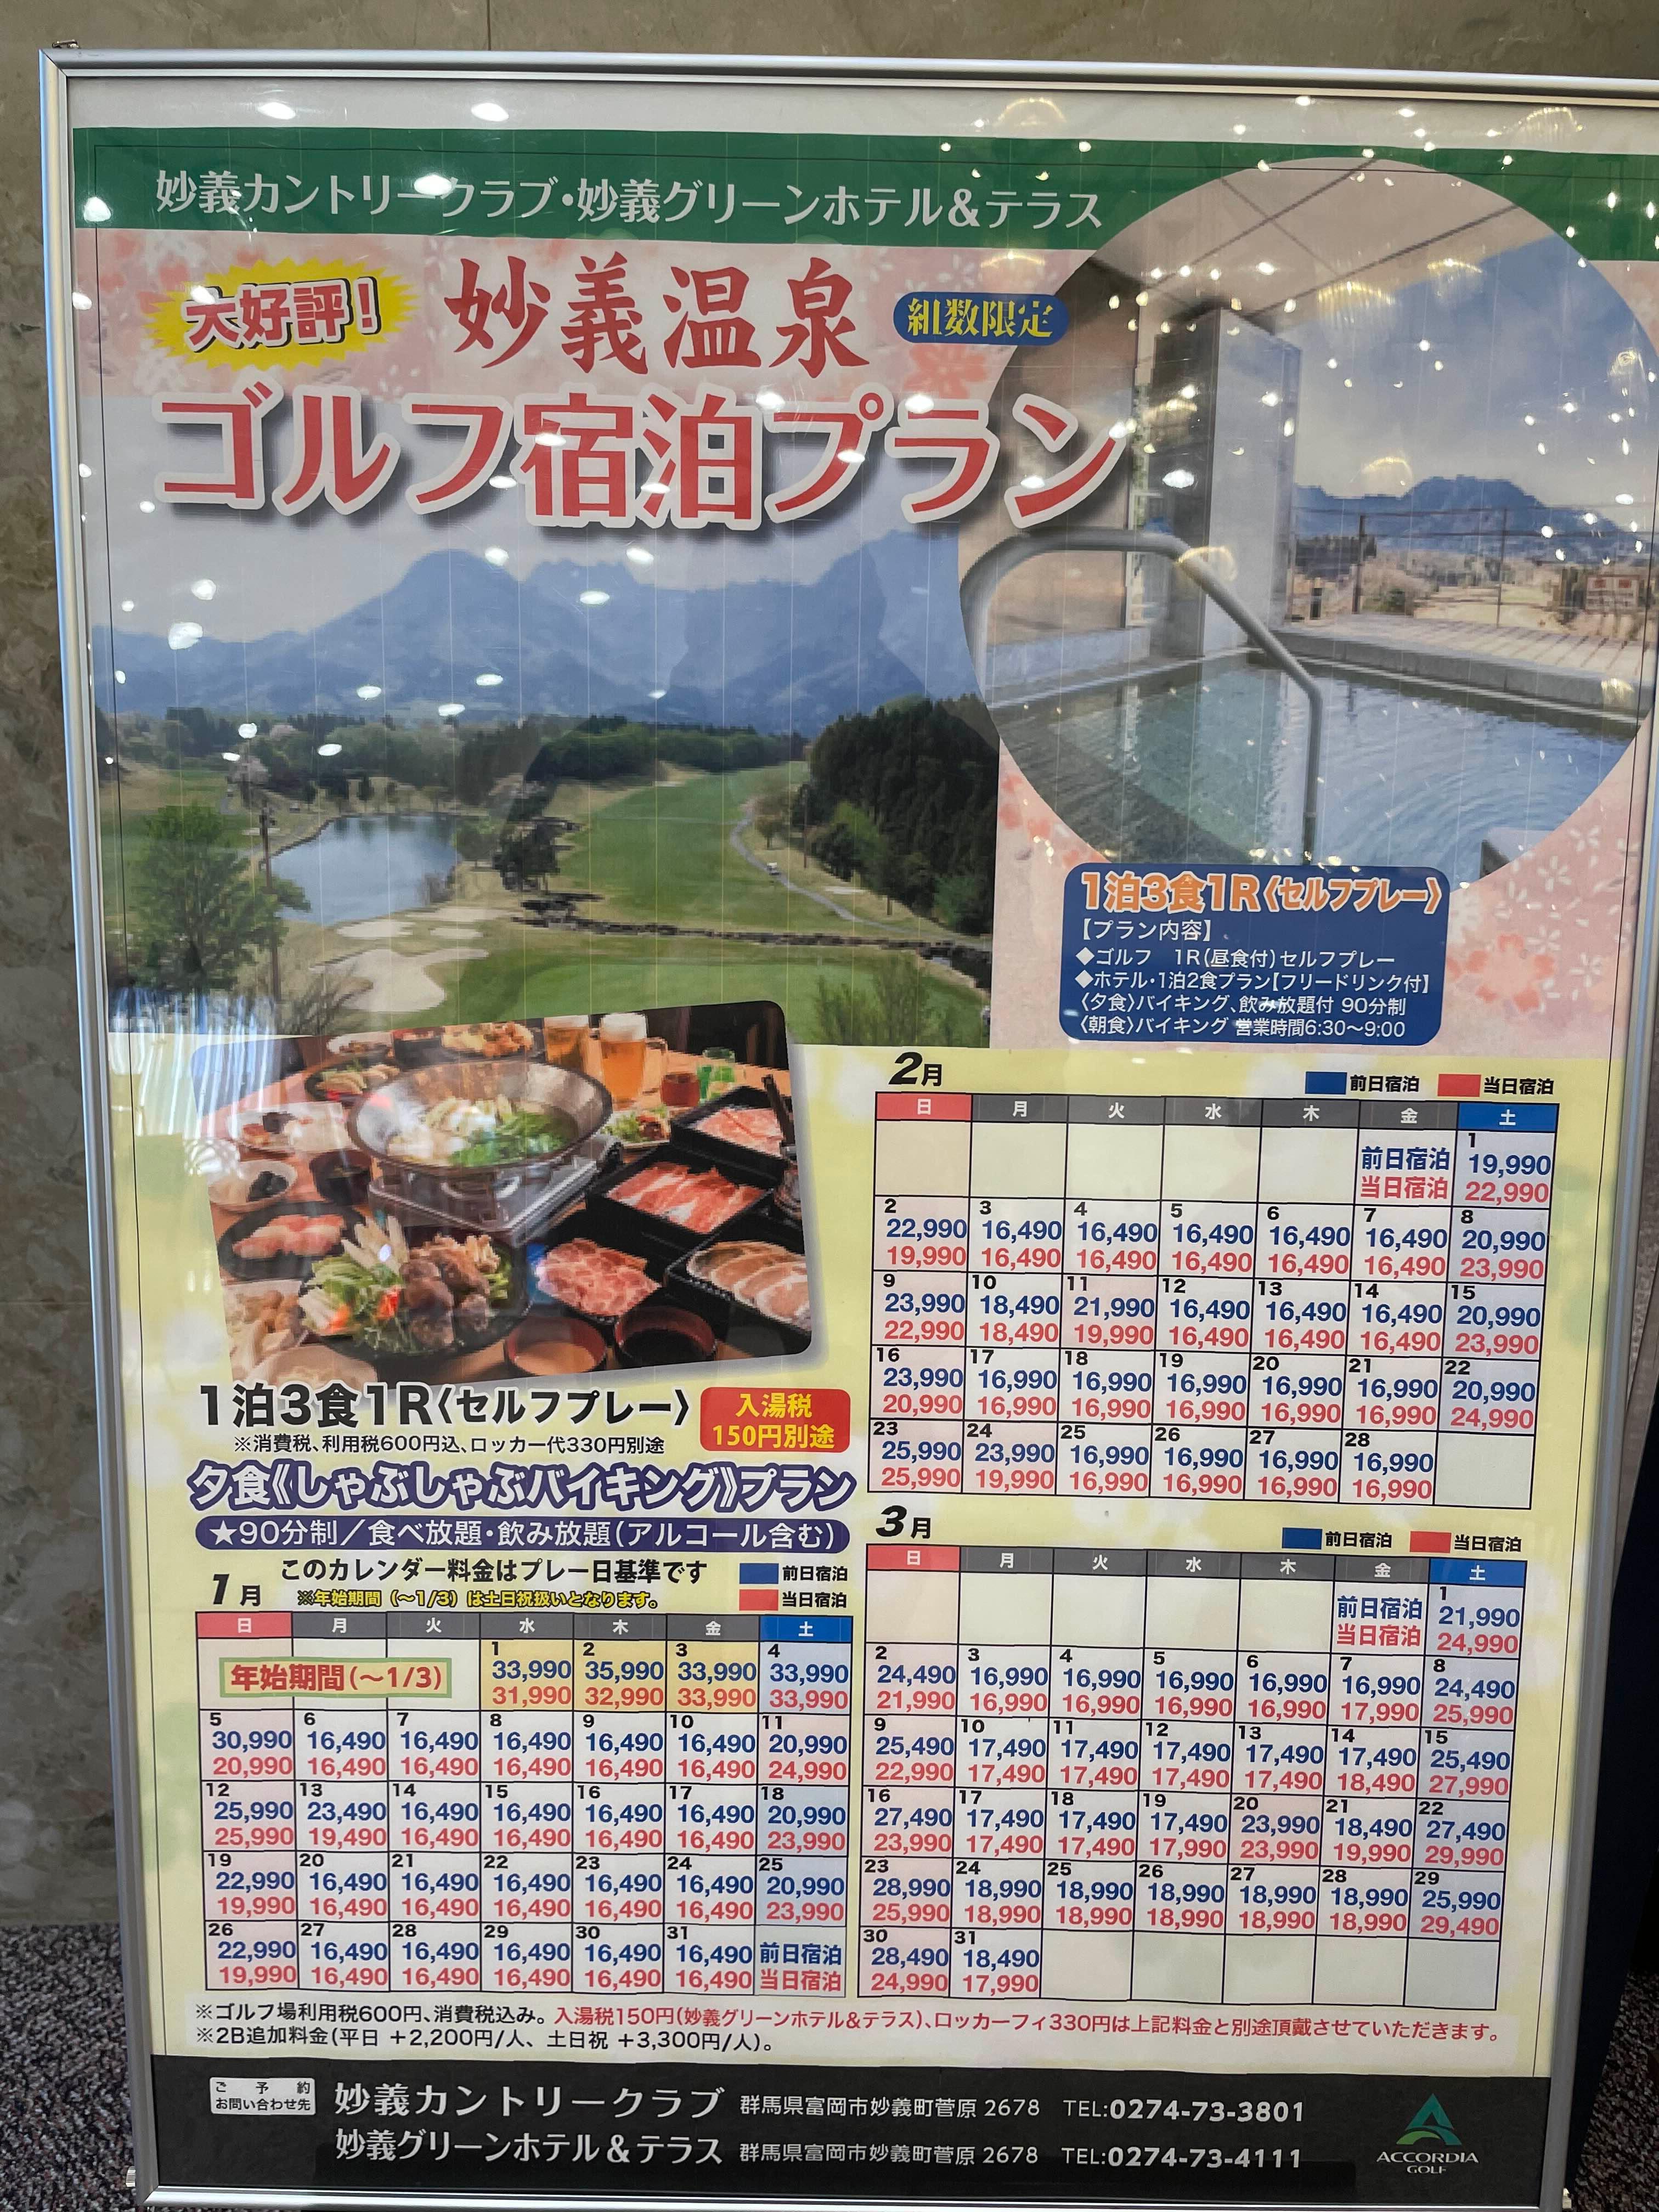 妙義カントリークラブ・妙義グリーンホテル&テラス
大好評!
妙義温泉
組数限定
ゴルフ宿泊プラン
1泊3食1R〈セルフプレー〉
【プラン内容】
◆ゴルフ 1R(昼食付)セルフプレー
◆ホテル・1泊2食プラン【フリードリンク付】
〈夕食〉バイキング、飲み放題付 90分制
〈朝食〉バイキング 営業時間6:30〜9:00
1泊3食1R〈セルフプレー〉
※消費税、利用税600円込、ロッカー代330円別途
入湯税
150円別途
夕食《しゃぶしゃぶバイキング》プラン
★90分制/食べ放題・飲み放題(アルコール含む)
このカレンダー料金はプレー日基準です
※年始期間(〜1/3)は土日祝扱いとなります。
1月
前日宿泊
当日宿泊
日 月 火 水 木 金 土
年始期間(〜1/3)
1 2 3 4
33,990 35,990 33,990 33,990
31,990 32,990 33,990 33,990
5 6 7 8 9 10 11
30,990 16,490 16,490 16,490 16,490 16,490 20,990
20,990 16,490 16,490 16,490 16,490 16,490 24,990
12 13 14 15 16 17 18
25,990 23,490 16,490 16,490 16,490 16,490 20,990
25,990 19,490 16,490 16,490 16,490 16,490 23,990
19 20 21 22 23 24 25
22,990 16,490 16,490 16,490 16,490 16,490 20,990
19,990 16,490 16,490 16,490 16,490 16,490 23,990
26 27 28 29 30 31
22,990 16,490 16,490 16,490 16,490 16,490 前日宿泊
19,990 16,490 16,490 16,490 16,490 16,490 当日宿泊
2月
前日宿泊 当日宿泊
日 月 火 水 木 金 土
1
前日宿泊 19,990
当日宿泊 22,990
2 3 4 5 6 7 8
22,990 16,490 16,490 16,490 16,490 16,490 20,990
19,990 16,490 16,490 16,490 16,490 16,490 23,990
9 10 11 12 13 14 15
23,990 18,490 21,990 16,490 16,490 16,490 20,990
22,990 18,490 19,990 16,490 16,490 16,490 23,990
16 17 18 19 20 21 22
23,990 16,990 16,990 16,990 16,990 16,990 20,990
20,990 16,990 16,990 16,990 16,990 16,990 24,990
23 24 25 26 27 28
25,990 23,990 16,990 16,990 16,990 16,990
25,990 19,990 16,990 16,990 16,990 16,990
3月
前日宿泊 当日宿泊
日 月 火 水 木 金 土
1
前日宿泊 21,990
当日宿泊 24,990
2 3 4 5 6 7 8
24,490 16,990 16,990 16,990 16,990 16,990 24,490
21,990 16,990 16,990 16,990 16,990 17,990 25,990
9 10 11 12 13 14 15
25,490 17,490 17,490 17,490 17,490 17,490 25,490
22,990 17,490 17,490 17,490 17,490 18,490 27,990
16 17 18 19 20 21 22
27,490 17,490 17,490 17,490 23,990 18,490 27,490
23,990 17,490 17,490 17,990 23,990 19,990 29,990
23 24 25 26 27 28 29
28,990 18,990 18,990 18,990 18,990 18,990 25,990
25,990 18,990 18,990 18,990 18,990 18,990 29,490
30 31
28,490 18,490
24,990 17,990
※ゴルフ場利用税600円、消費税込み。入湯税150円(妙義グリーンホテル&テラス)、ロッカーフィ330円は上記料金と別途頂戴させていただきます。
※2B追加料金(平日 +2,200円/人、土日祝 +3,300円/人)。
ご予約
お問い合わせ先
妙義カントリークラブ 群馬県富岡市妙義町菅原 2678 TEL:0274-73-3801
妙義グリーンホテル&テラス 群馬県富岡市妙義町菅原 2678 TEL:0274-73-4111
ACCORDIA
GOLF